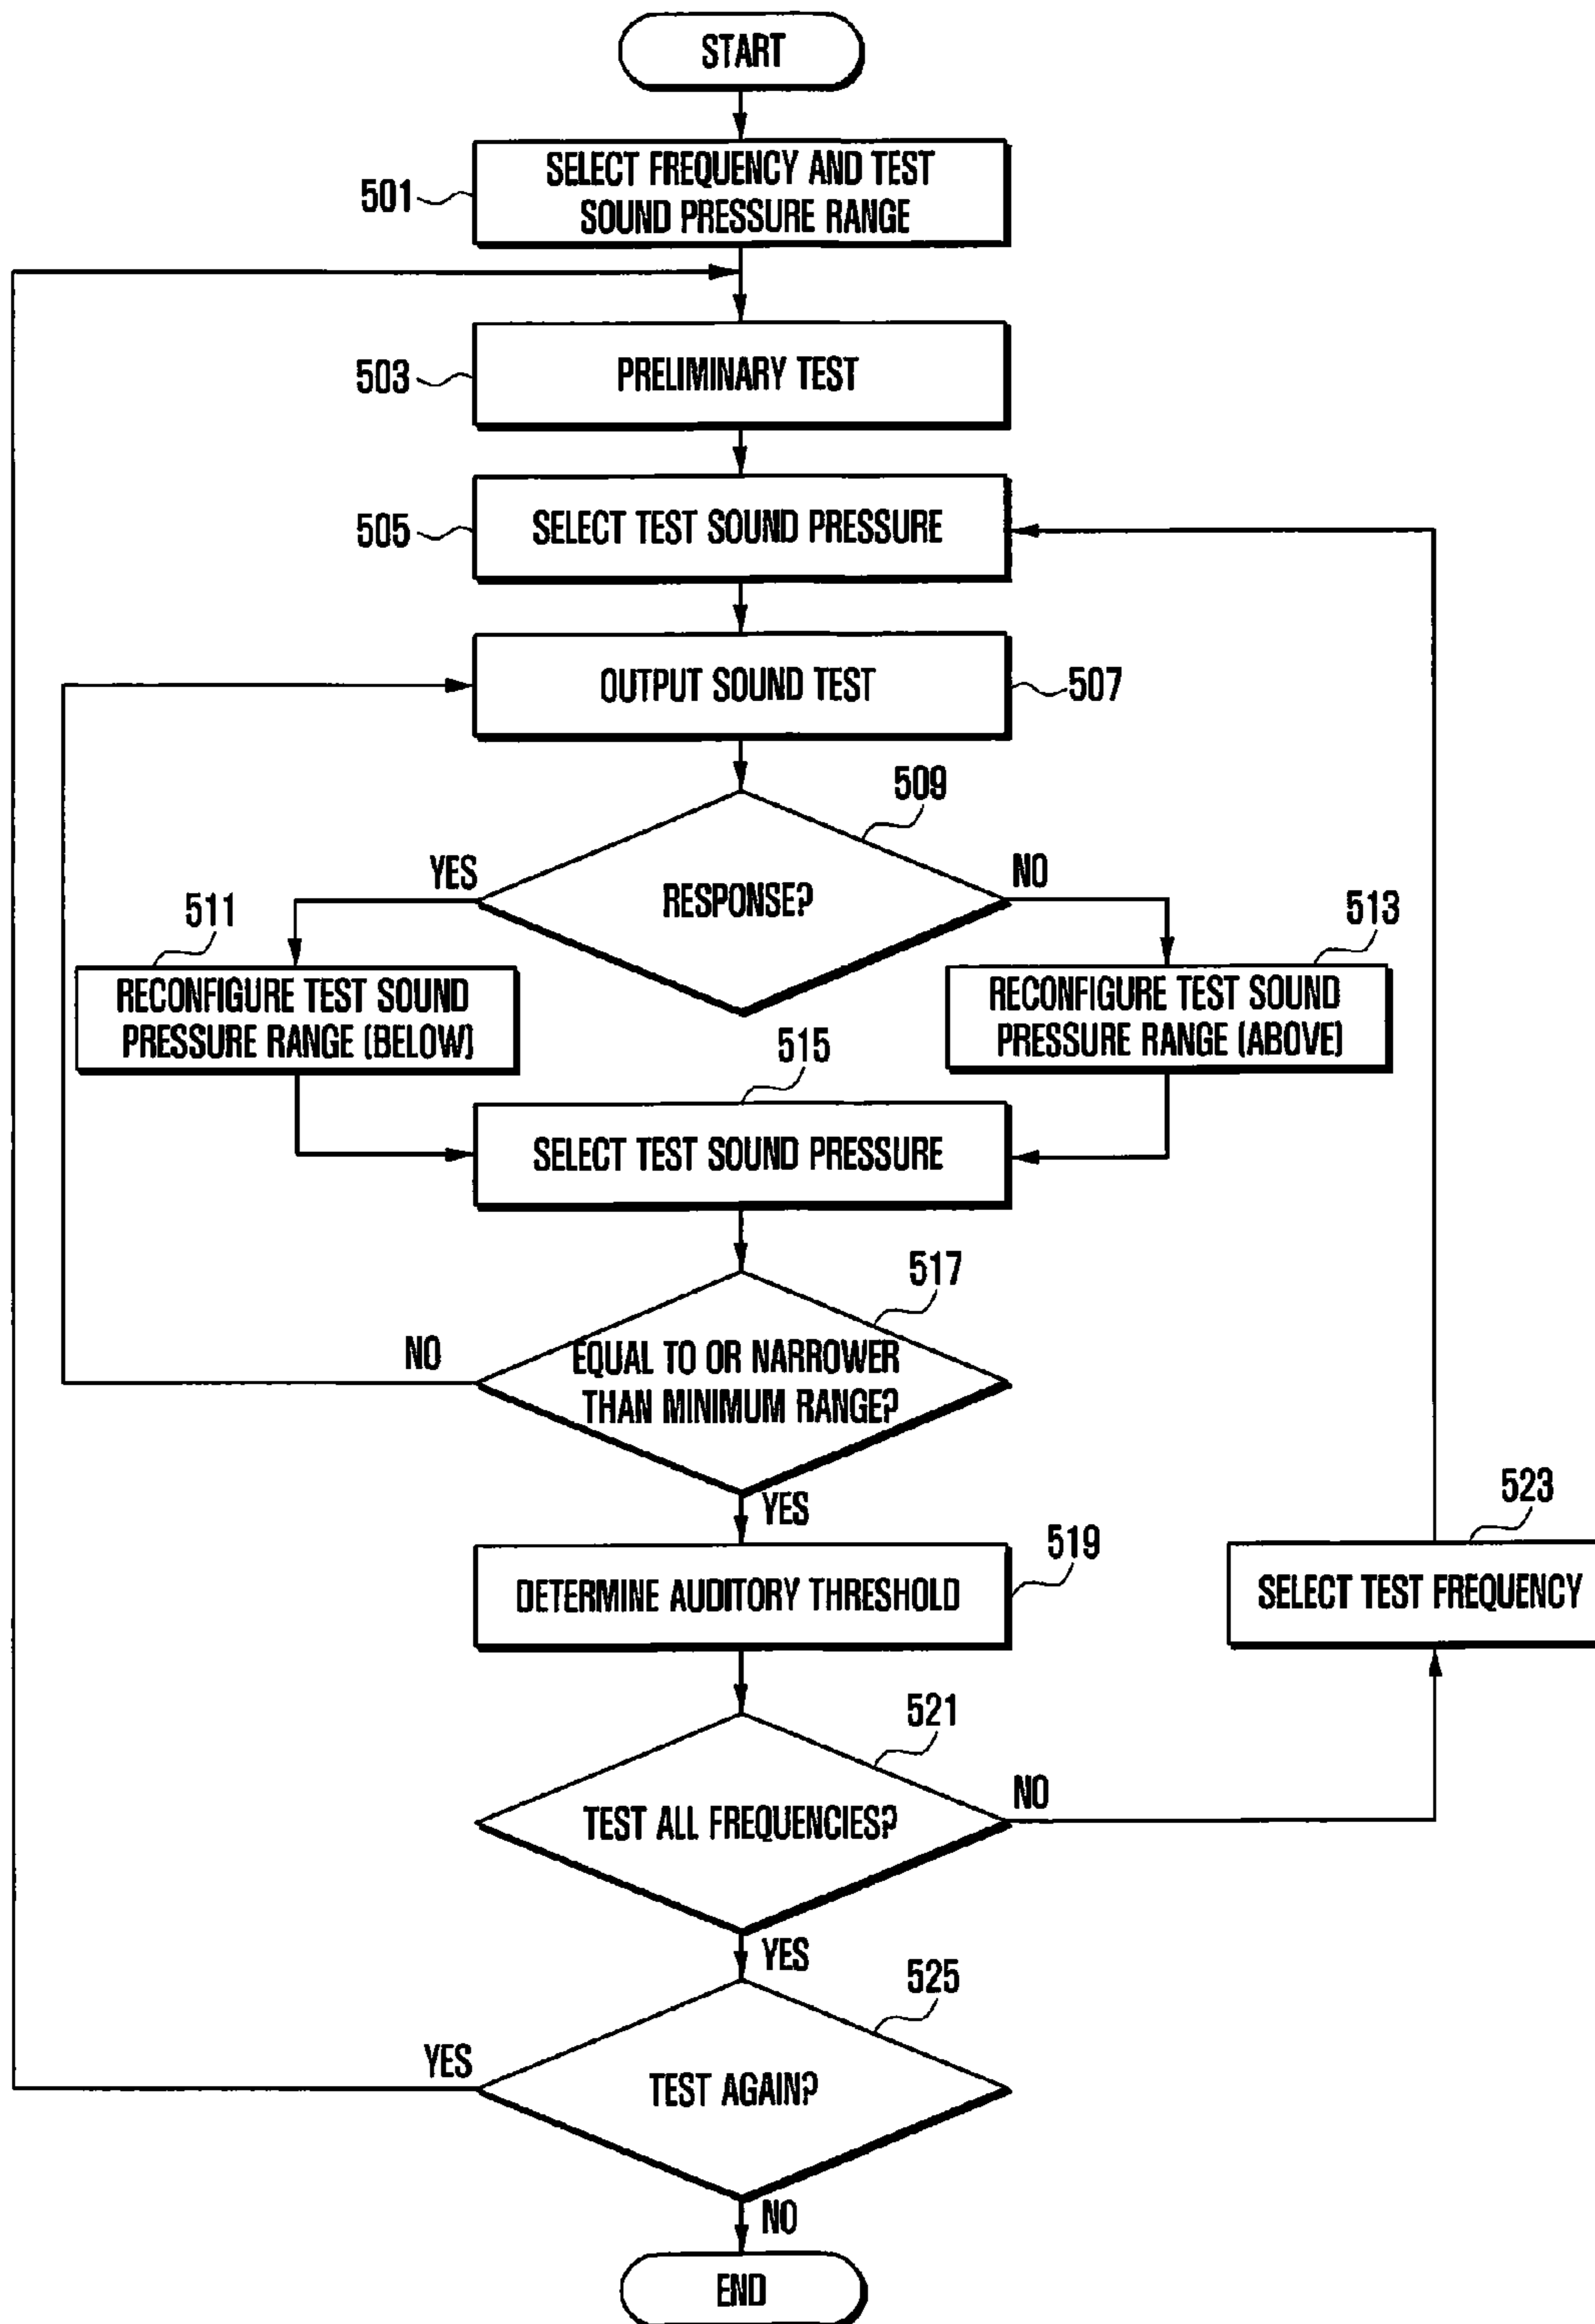 START
501
SELECT FREQUENCY AND TEST
SOUND PRESSURE RANGE
503
PRELIMINARY TEST
505
SELECT TEST SOUND PRESSURE
OUTPUT SOUND TEST
507
509
YES
RESPONSE?
NO
511
RECONFIGURE TEST SOUND
PRESSURE RANGE (BELOW)
513
RECONFIGURE TEST SOUND
PRESSURE RANGE (ABOVE)
515
SELECT TEST SOUND PRESSURE
517
NO
EQUAL TO OR NARROWER
THAN MINIMUM RANGE?
YES
519
DETERMINE AUDITORY THRESHOLD
523
SELECT TEST FREQUENCY
521
TEST ALL FREQUENCIES?
NO
YES
525
YES
TEST AGAIN?
NO
END